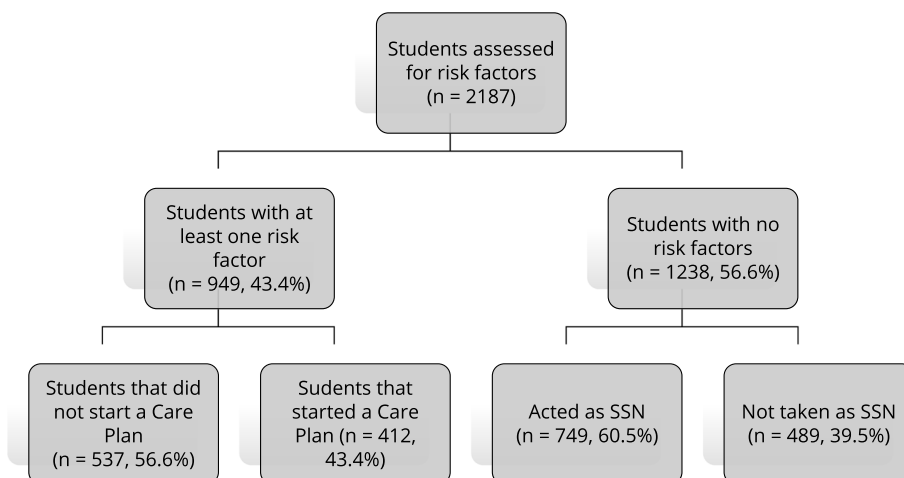 Students assessed
for risk factors
(n = 2187)
Students with at
least one risk
factor
(n = 949, 43.4%)
Students with no
risk factors
(n = 1238, 56.6%)
Students that did
not start a Care
Plan
(n = 537, 56.6%)
Sudents that
started a Care
Plan (n = 412,
43.4%)
Acted as SSN
(n = 749, 60.5%)
Not taken as SSN
(n = 489, 39.5%)